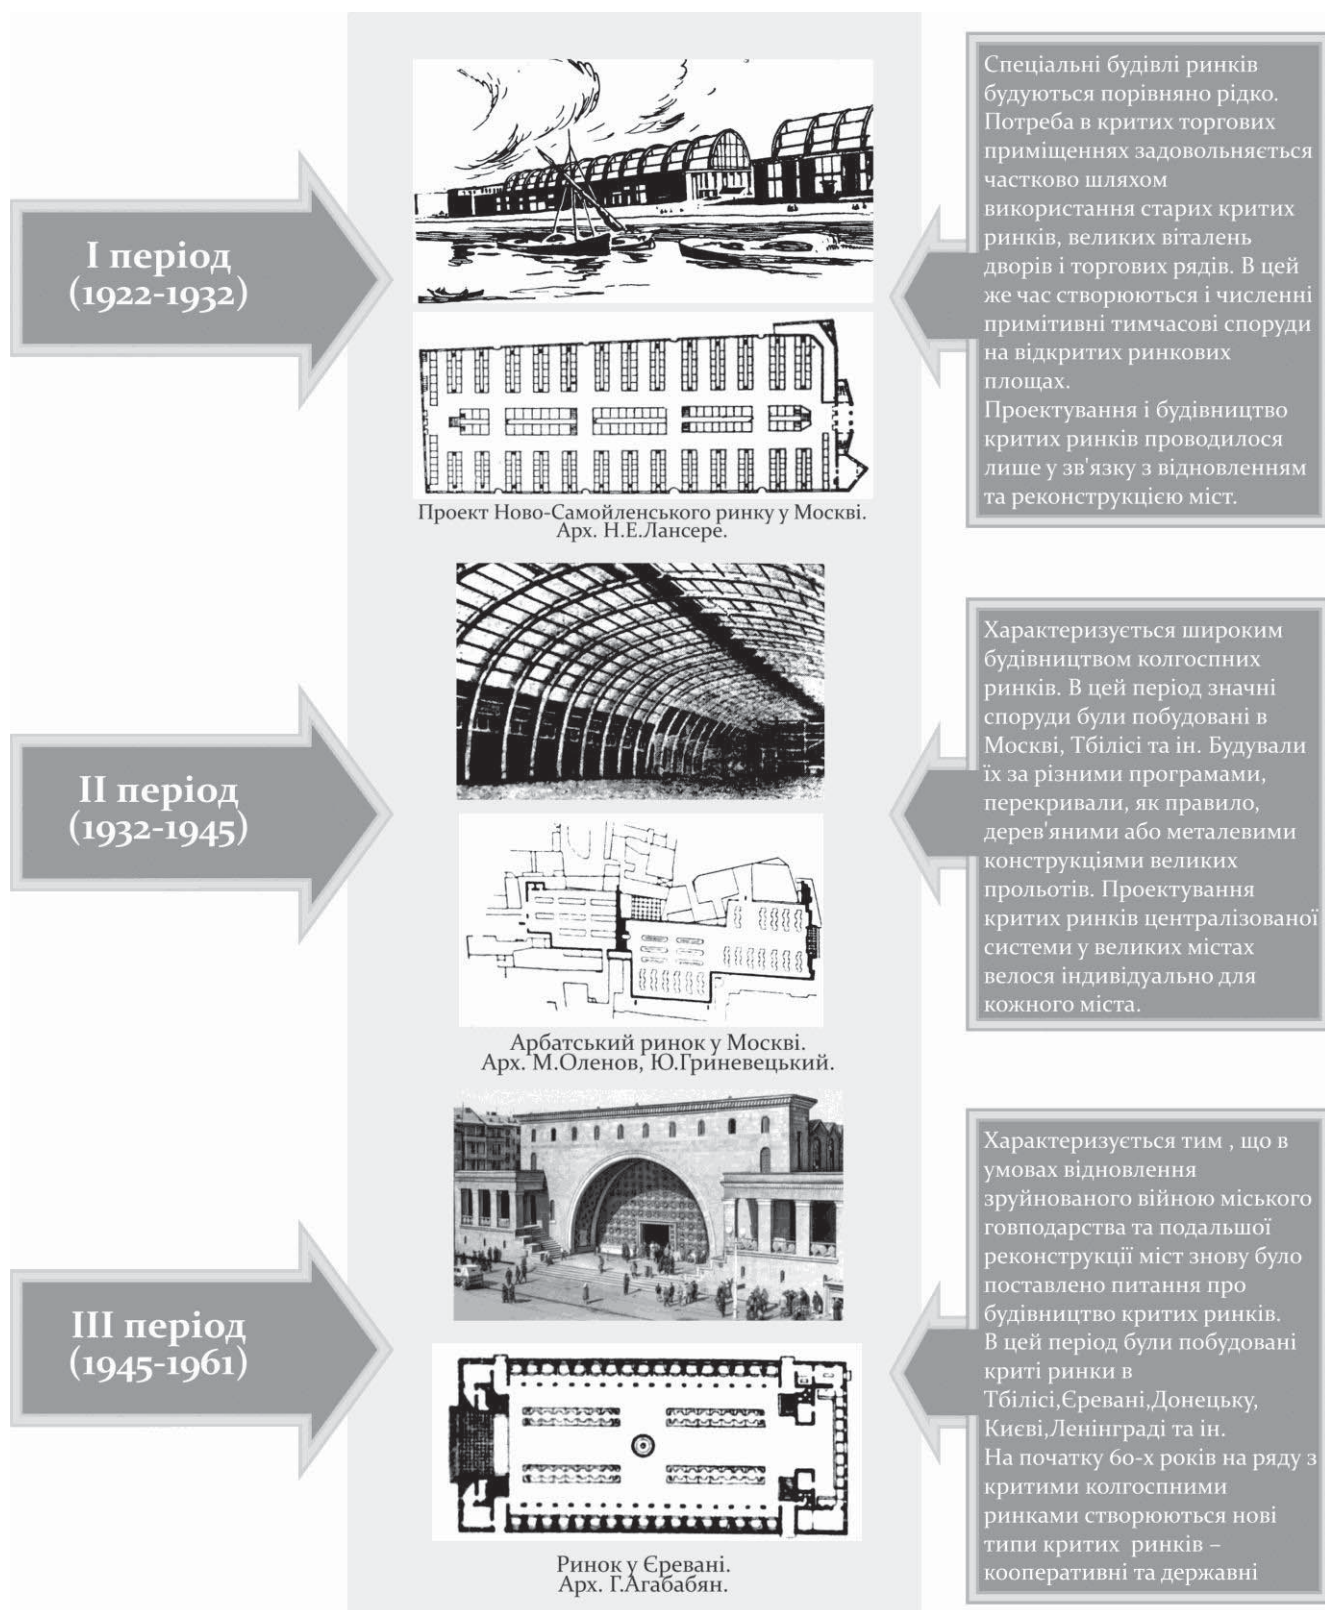 I період
(1922-1932)
Проект Ново-Самойленського ринку у Москві.
Арх. Н.Е.Лансере.
Спеціальні будівлі ринків
будуються порівняно рідко.
Потреба в критих торгових
приміщеннях задовольняється
частково шляхом
використання старих критих
ринків, великих віталень
дворів і торгових рядів. В цей
же час створюються і численні
примітивні тимчасові споруди
на відкритих ринкових
площах.
Проектування і будівництво
критих ринків проводилося
лише у зв'язку з відновленням
та реконструкцією міст.
II період
(1932-1945)
Арбатський ринок у Москві.
Арх. М.Оленов, Ю.Гриневецький.
Характеризується широким
будівництвом колгоспних
ринків. В цей період значні
споруди були побудовані в
Москві, Тбілісі та ін. Будували
їх за різними програмами,
перекривали, як правило,
дерев'яними або металевими
конструкціями великих
прольотів. Проектування
критих ринків централізованої
системи у великих містах
велося індивідуально для
кожного міста.
III період
(1945-1961)
Ринок у Єревані.
Арх. Г.Агабабян.
Характеризується тим , що в
умовах відновлення
зруйнованого війною міського
говподарства та подальшої
реконструкції міст знову було
поставлено питання про
будівництво критих ринків.
В цей період були побудовані
криті ринки в
Тбілісі,Єревані,Донецьку,
Києві,Ленінграді та ін.
На початку 60-х років на ряду з
критими колгоспними
ринками створюються нові
типи критих ринків –
кооперативні та державні